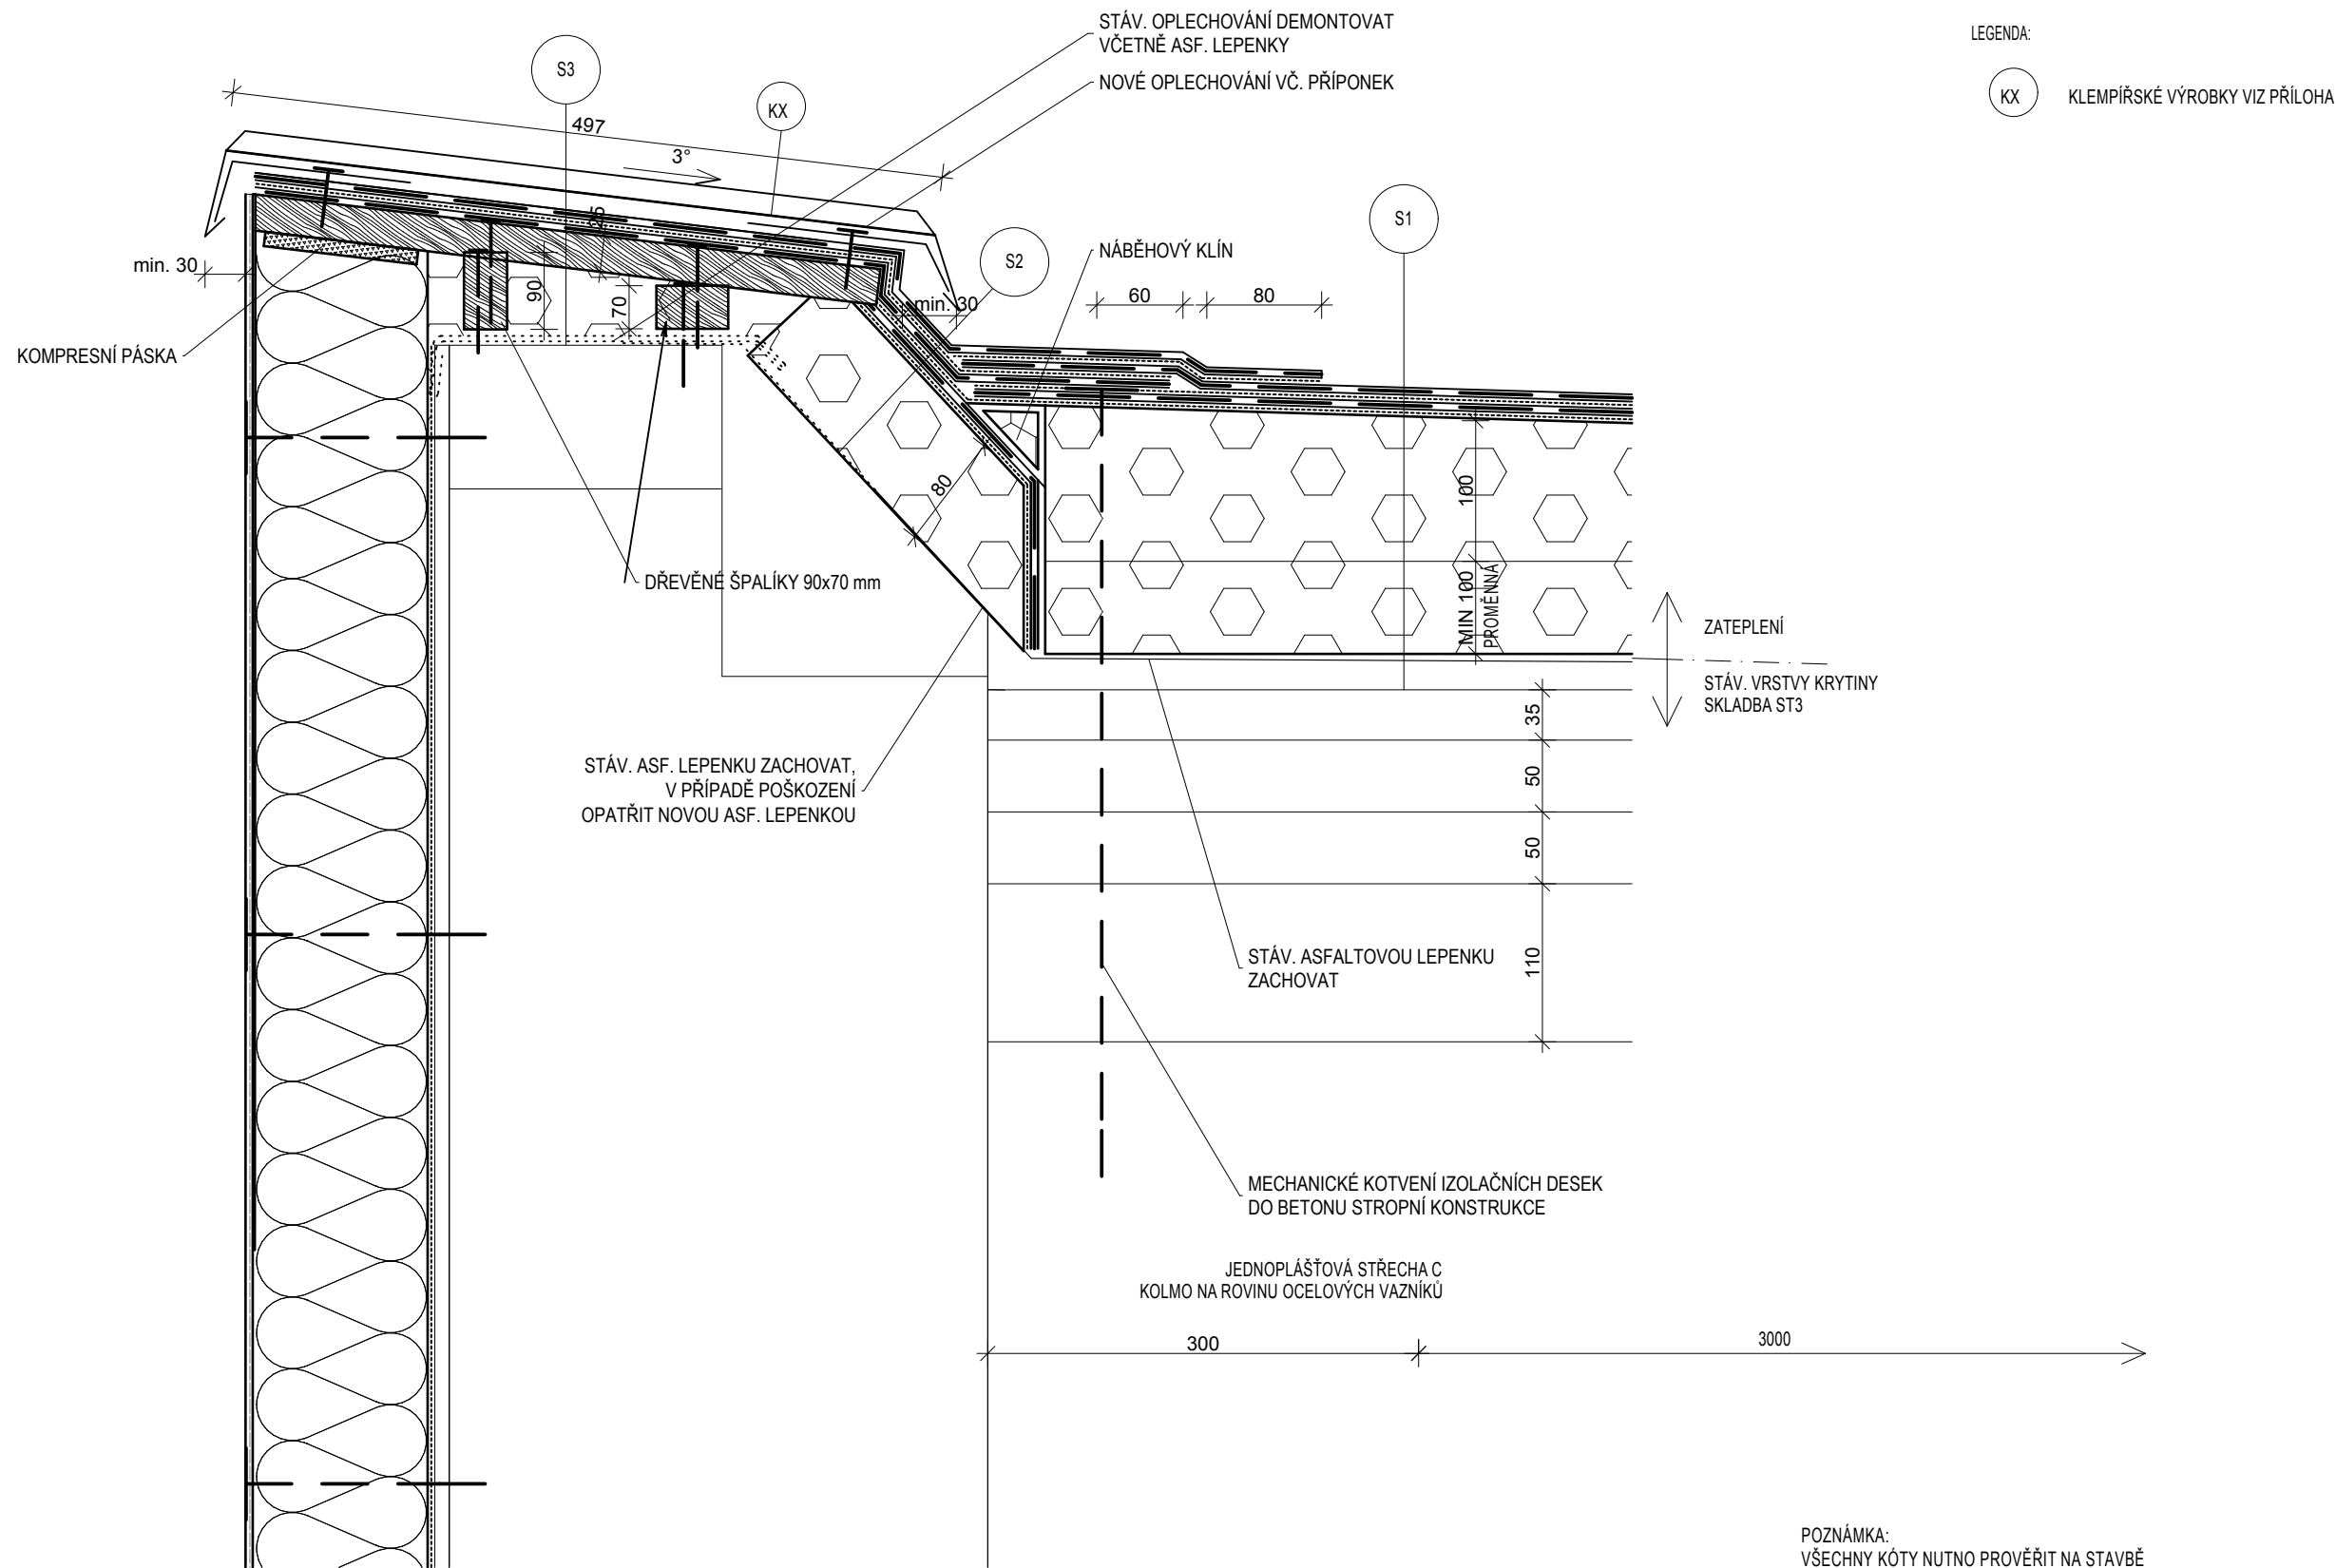 STÁV. OPLECHOVÁNÍ DEMONTOVAT
VČETNĚ ASF. LEPENKY
NOVÉ OPLECHOVÁNÍ VČ. PŘÍPONEK
LEGENDA:
KX
KLEMPÍŘSKÉ VÝROBKY VIZ PŘÍLOHA
S3
KX
497
3°
S1
S2
NÁBĚHOVÝ KLÍN
25
min. 30
90
70
min. 30
60
80
KOMPRESNÍ PÁSKA
80
100
DŘEVĚNÉ ŠPALÍKY 90x70 mm
MIN 100
PROMĚNNÁ
ZATEPLENÍ
STÁV. VRSTVY KRYTINY
SKLADBA ST3
35
50
50
110
STÁV. ASF. LEPENKU ZACHOVAT,
V PŘÍPADĚ POŠKOZENÍ
OPATŘIT NOVOU ASF. LEPENKOU
STÁV. ASFALTOVOU LEPENKU
ZACHOVAT
MECHANICKÉ KOTVENÍ IZOLAČNÍCH DESEK
DO BETONU STROPNÍ KONSTRUKCE
JEDNOPLÁŠŤOVÁ STŘECHA C
KOLMO NA ROVINU OCELOVÝCH VAZNÍKŮ
300
3000
POZNÁMKA:
VŠECHNY KÓTY NUTNO PROVĚŘIT NA STAVBĚ